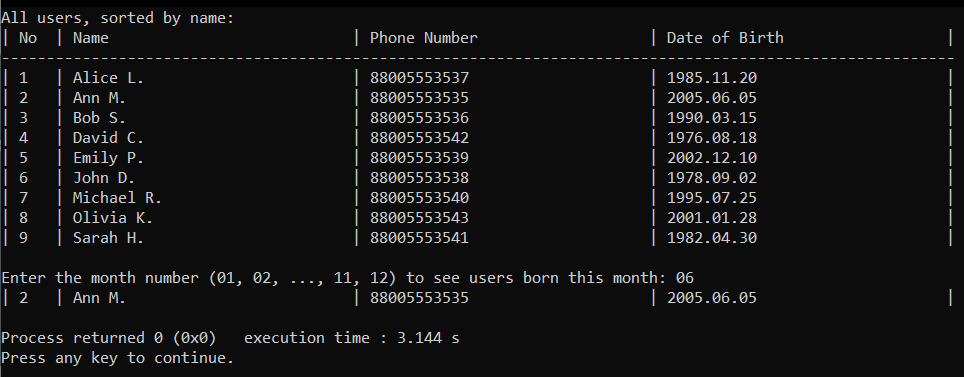 All users, sorted by name:
| No  | Name                           | Phone Number                   | Date of Birth                  |
----------------------------------------------------------------------------------------------------------
| 1   | Alice L.                       | 88005553537                    | 1985.11.20                     |
| 2   | Ann M.                         | 88005553535                    | 2005.06.05                     |
| 3   | Bob S.                         | 88005553536                    | 1990.03.15                     |
| 4   | David C.                       | 88005553542                    | 1976.08.18                     |
| 5   | Emily P.                       | 88005553539                    | 2002.12.10                     |
| 6   | John D.                        | 88005553538                    | 1978.09.02                     |
| 7   | Michael R.                     | 88005553540                    | 1995.07.25                     |
| 8   | Olivia K.                      | 88005553543                    | 2001.01.28                     |
| 9   | Sarah H.                       | 88005553541                    | 1982.04.30                     |
Enter the month number (01, 02, ..., 11, 12) to see users born this month: 06
| 2   | Ann M.                         | 88005553535                    | 2005.06.05                     |
Process returned 0 (0x0)   execution time : 3.144 s
Press any key to continue.